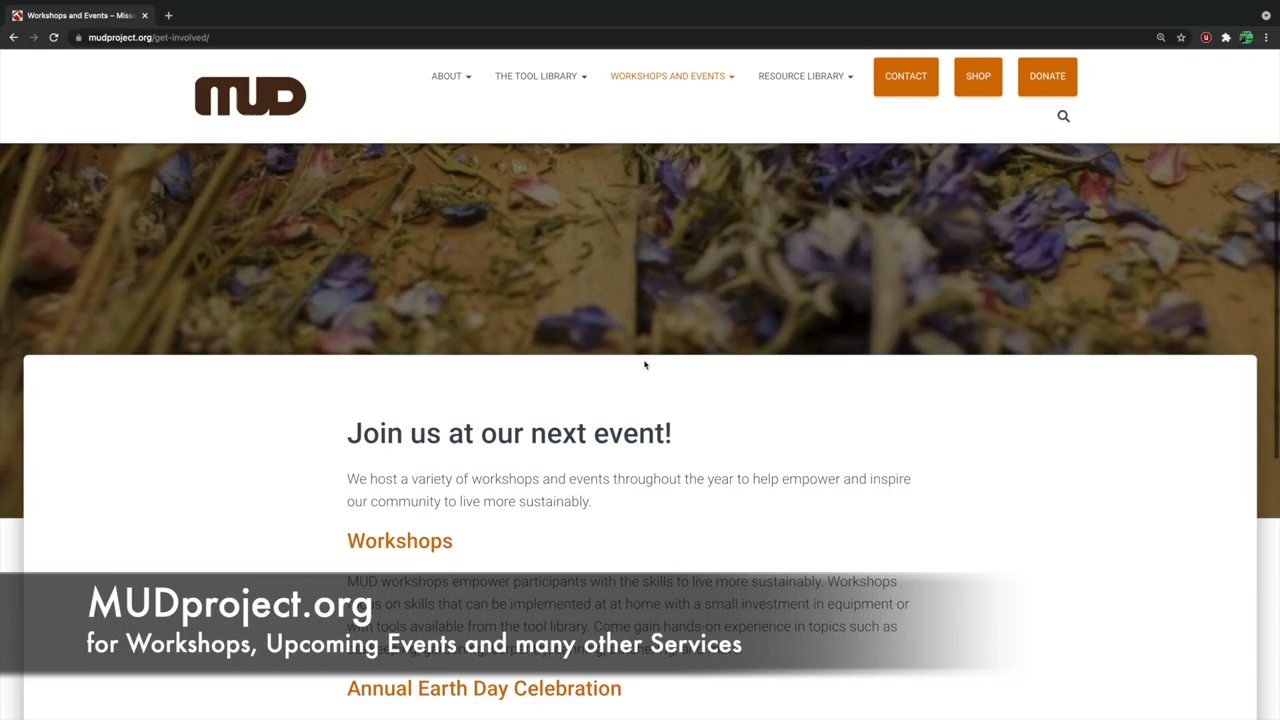 Workshops and Events – Miss
mudproject.org/get-involved/
MUD
ABOUT
THE TOOL LIBRARY
WORKSHOPS AND EVENTS
RESOURCE LIBRARY
CONTACT
SHOP
DONATE
Join us at our next event!
We host a variety of workshops and events throughout the year to help empower and inspire
our community to live more sustainably.
Workshops
MUD workshops empower participants with the skills to live more sustainably. Workshops
on skills that can be implemented at at home with a small investment in equipment or
with tools available from the tool library. Come gain hands-on experience in topics such as
MUDproject.org
for Workshops, Upcoming Events and many other Services
Annual Earth Day Celebration